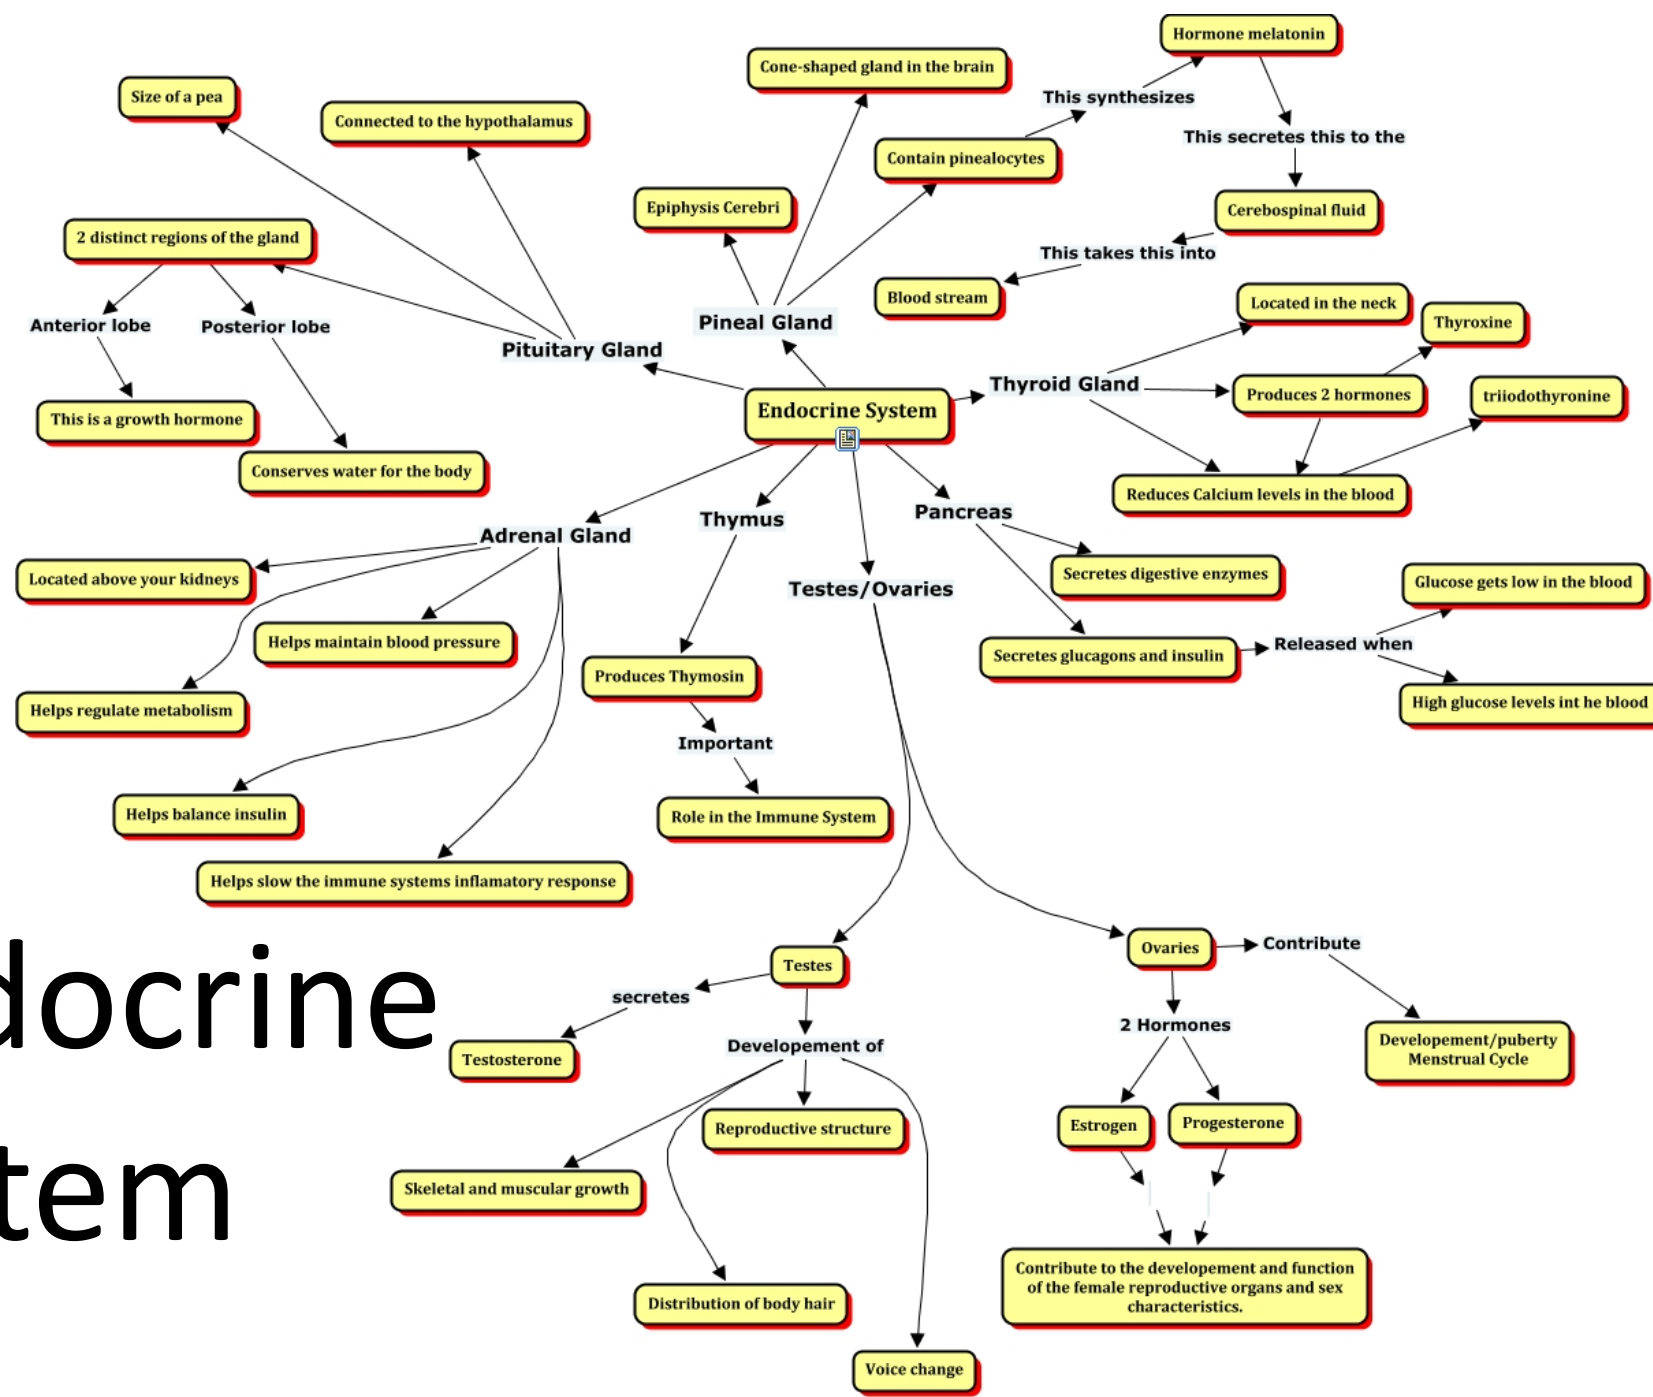 Hormone melatonin
Cone-shaped gland in the brain
Size of a pea
This synthesizes
Connected to the hypothalamus
This secretes this to the
Contain pinealocytes
Epiphysis Cerebri
Cerebospinal fluid
2 distinct regions of the gland
This takes this into
Blood stream
Located in the neck
Anterior lobe
Posterior lobe
Pineal Gland
Thyroxine
Pituitary Gland
Thyroid Gland
Produces 2 hormones
triiodothyronine
Endocrine System
This is a growth hormone
Conserves water for the body
Reduces Calcium levels in the blood
Thymus
Pancreas
Adrenal Gland
Located above your kidneys
Secretes digestive enzymes
Glucose gets low in the blood
Testes/Ovaries
Helps maintain blood pressure
Released when
Secretes glucagons and insulin
Produces Thymosin
Helps regulate metabolism
High glucose levels int he blood
Important
Helps balance insulin
Role in the Immune System
Helps slow the immune systems inflamatory response
docrine
tem
Testes
Ovaries
Contribute
secretes
2 Hormones
Developement of
Testosterone
Developement/puberty
Menstrual Cycle
Reproductive structure
Estrogen
Progesterone
Skeletal and muscular growth
Contribute to the developement and function
of the female reproductive organs and sex
characteristics.
Distribution of body hair
Voice change